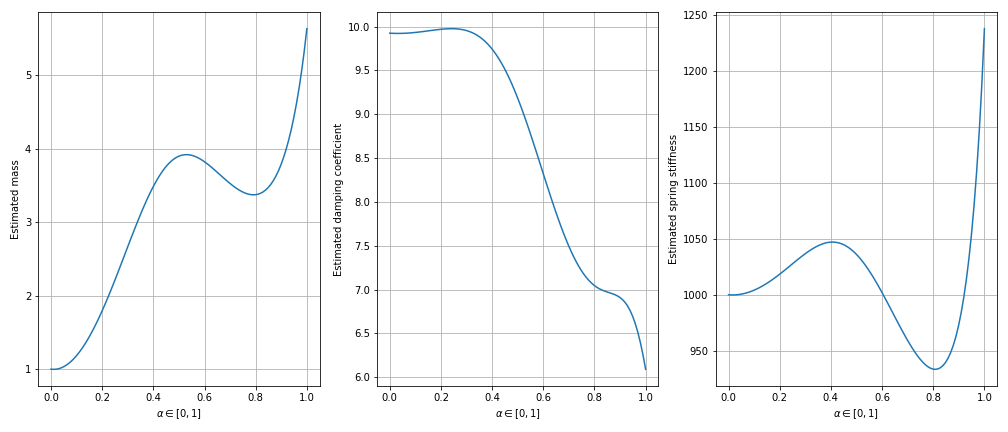 Estimated mass
5
4
3
2
1
0.0 0.2 0.4 0.6 0.8 1.0
α ∈ [0, 1]
Estimated damping coefficient
10.0
9.5
9.0
8.5
8.0
7.5
7.0
6.5
6.0
0.0 0.2 0.4 0.6 0.8 1.0
α ∈ [0, 1]
Estimated spring stiffness
1250
1200
1150
1100
1050
1000
950
0.0 0.2 0.4 0.6 0.8 1.0
α ∈ [0, 1]